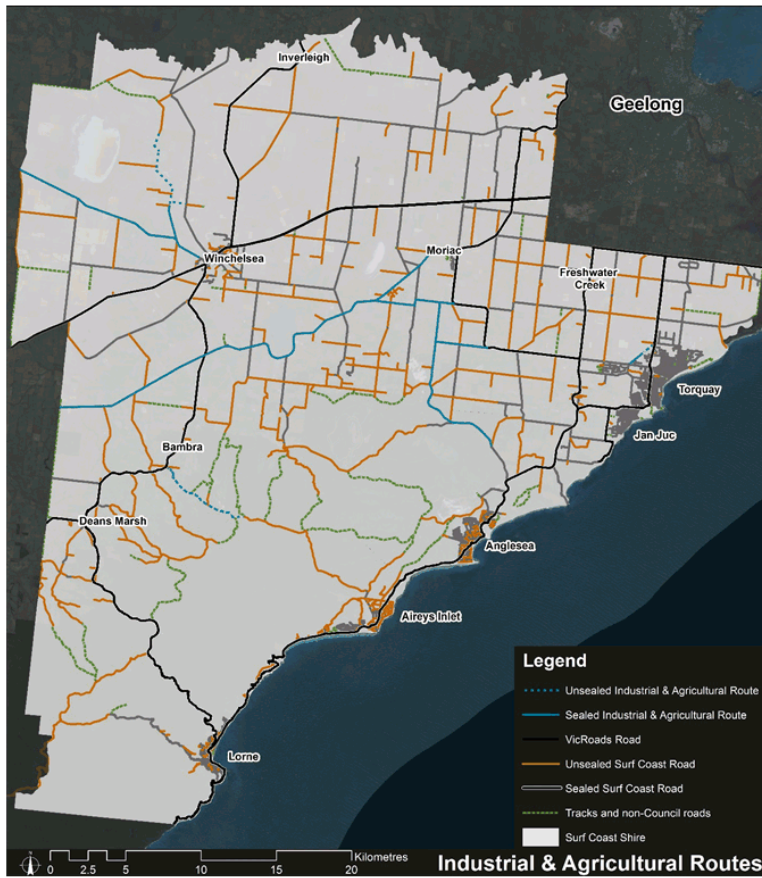 Inverleigh
Geelong
Winchelsea
Moriac
Freshwater
Creek
Torquay
Jan Juc
Bambra
Deans Marsh
Anglesea
Aireys Inlet
Lorne
Legend
Unsealed Industrial & Agricultural Route
Sealed Industrial & Agricultural Route
VicRoads Road
Unsealed Surf Coast Road
Sealed Surf Coast Road
Tracks and non-Council roads
Surf Coast Shire
Kilometres
0 2.5 5 10 15 20
Industrial & Agricultural Routes